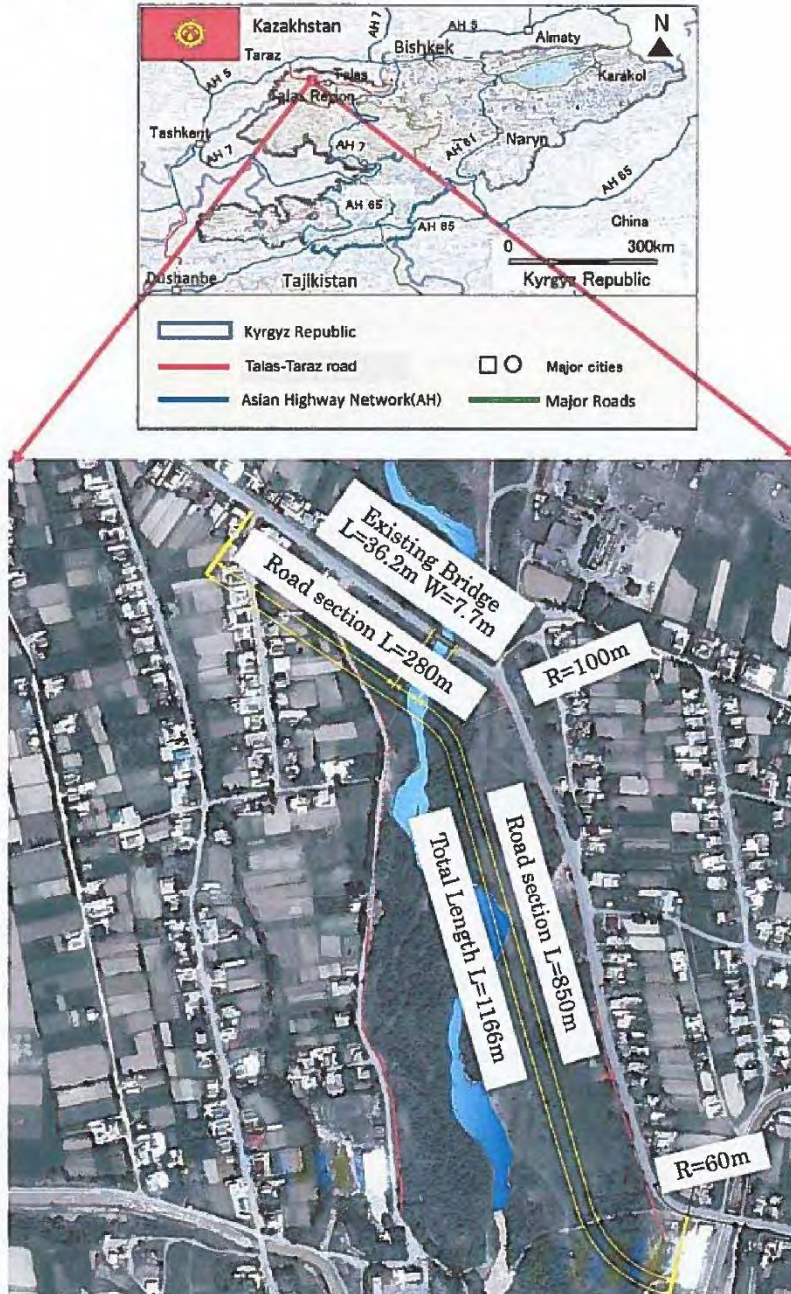 Kazakhstan
Taraz
AH 7
AH 5
Almaty
N
AH 5
Bishkek
Talas
Talas Region
Karakol
Tashkent
AH 7
AH 7
AH 61
Naryn
AH 65
AH 65
AH 65
China
0 300km
Kyrgyz Republic
Dushanbe
Tajikistan
Kyrgyz Republic
Talas-Taraz road
Major cities
Asian Highway Network(AH)
Major Roads
Existing Bridge
L=36.2m W=7.7m
Road section L=280m
R=100m
Road section L=850m
Total Length L=1166m
R=60m